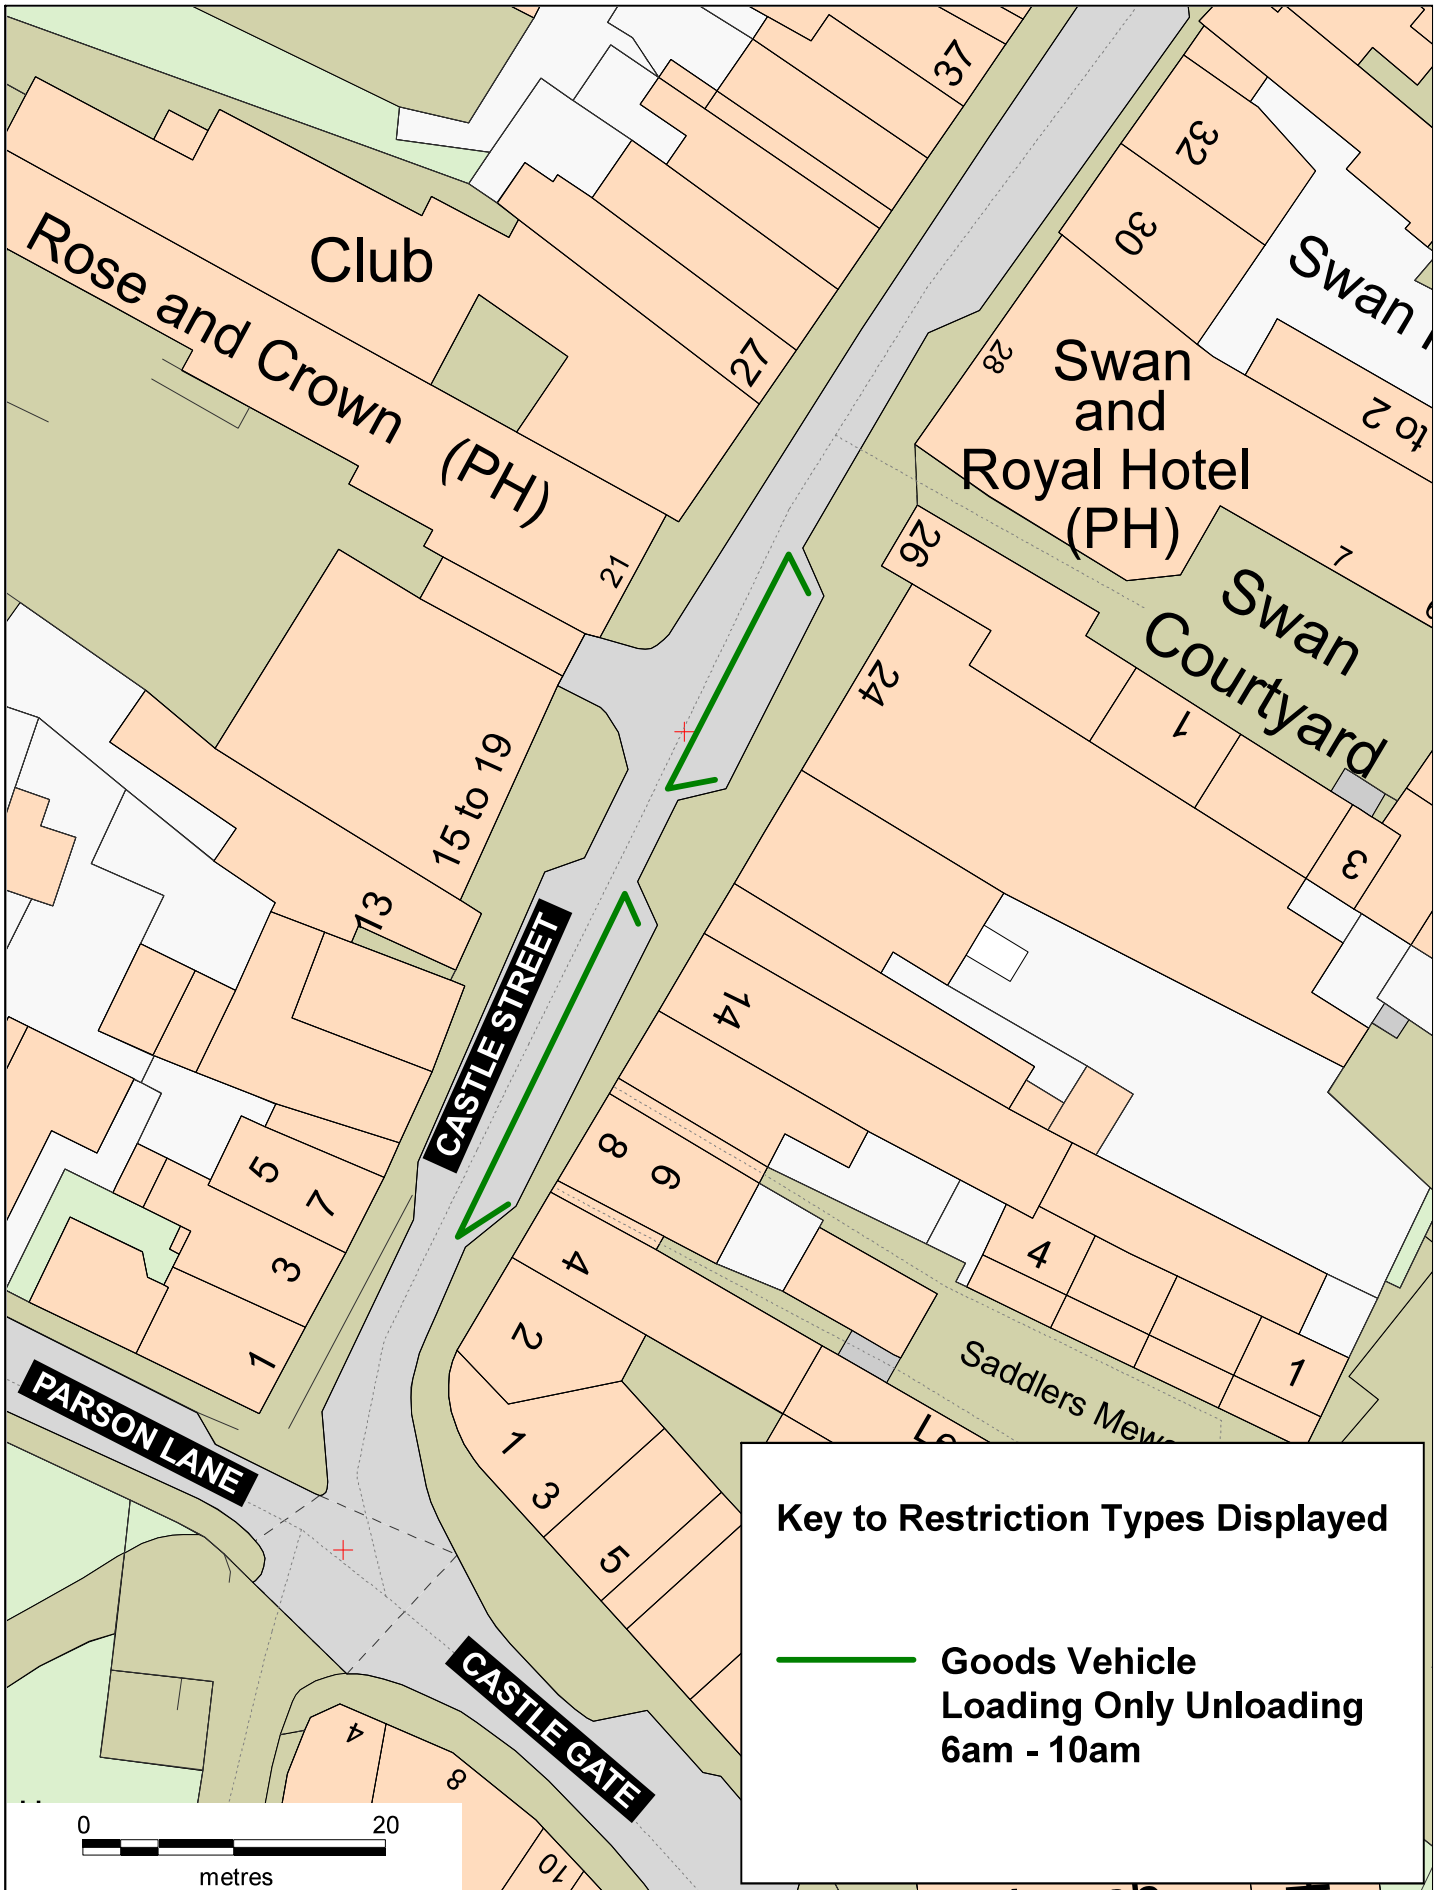 37
32
30
Club
Rose and Crown (PH)
Swan
27
28
Swan
and
Royal Hotel
(PH)
to 2
26
7
21
Swan
Courtyard
24
1
15 to 19
3
13
CASTLE STREET
14
5
7
8
6
3
4
4
2
1
1
Saddlers Mews
PARSON LANE
1
3
5
CASTLE GATE
4
8
10
Key to Restriction Types Displayed
Goods Vehicle
Loading Only Unloading
6am - 10am
0 20
metres